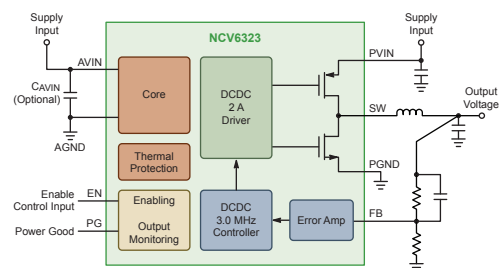 Supply
Input
NCV6323
Supply
Input
AVIN
PVIN
CAVIN
(Optional)
Core
DCDC
2 A
Driver
SW
Output
Voltage
AGND
Thermal
Protection
PGND
Enable
Control Input
EN
Enabling
Power Good
PG
Output
Monitoring
DCDC
3.0 MHz
Controller
Error Amp
FB